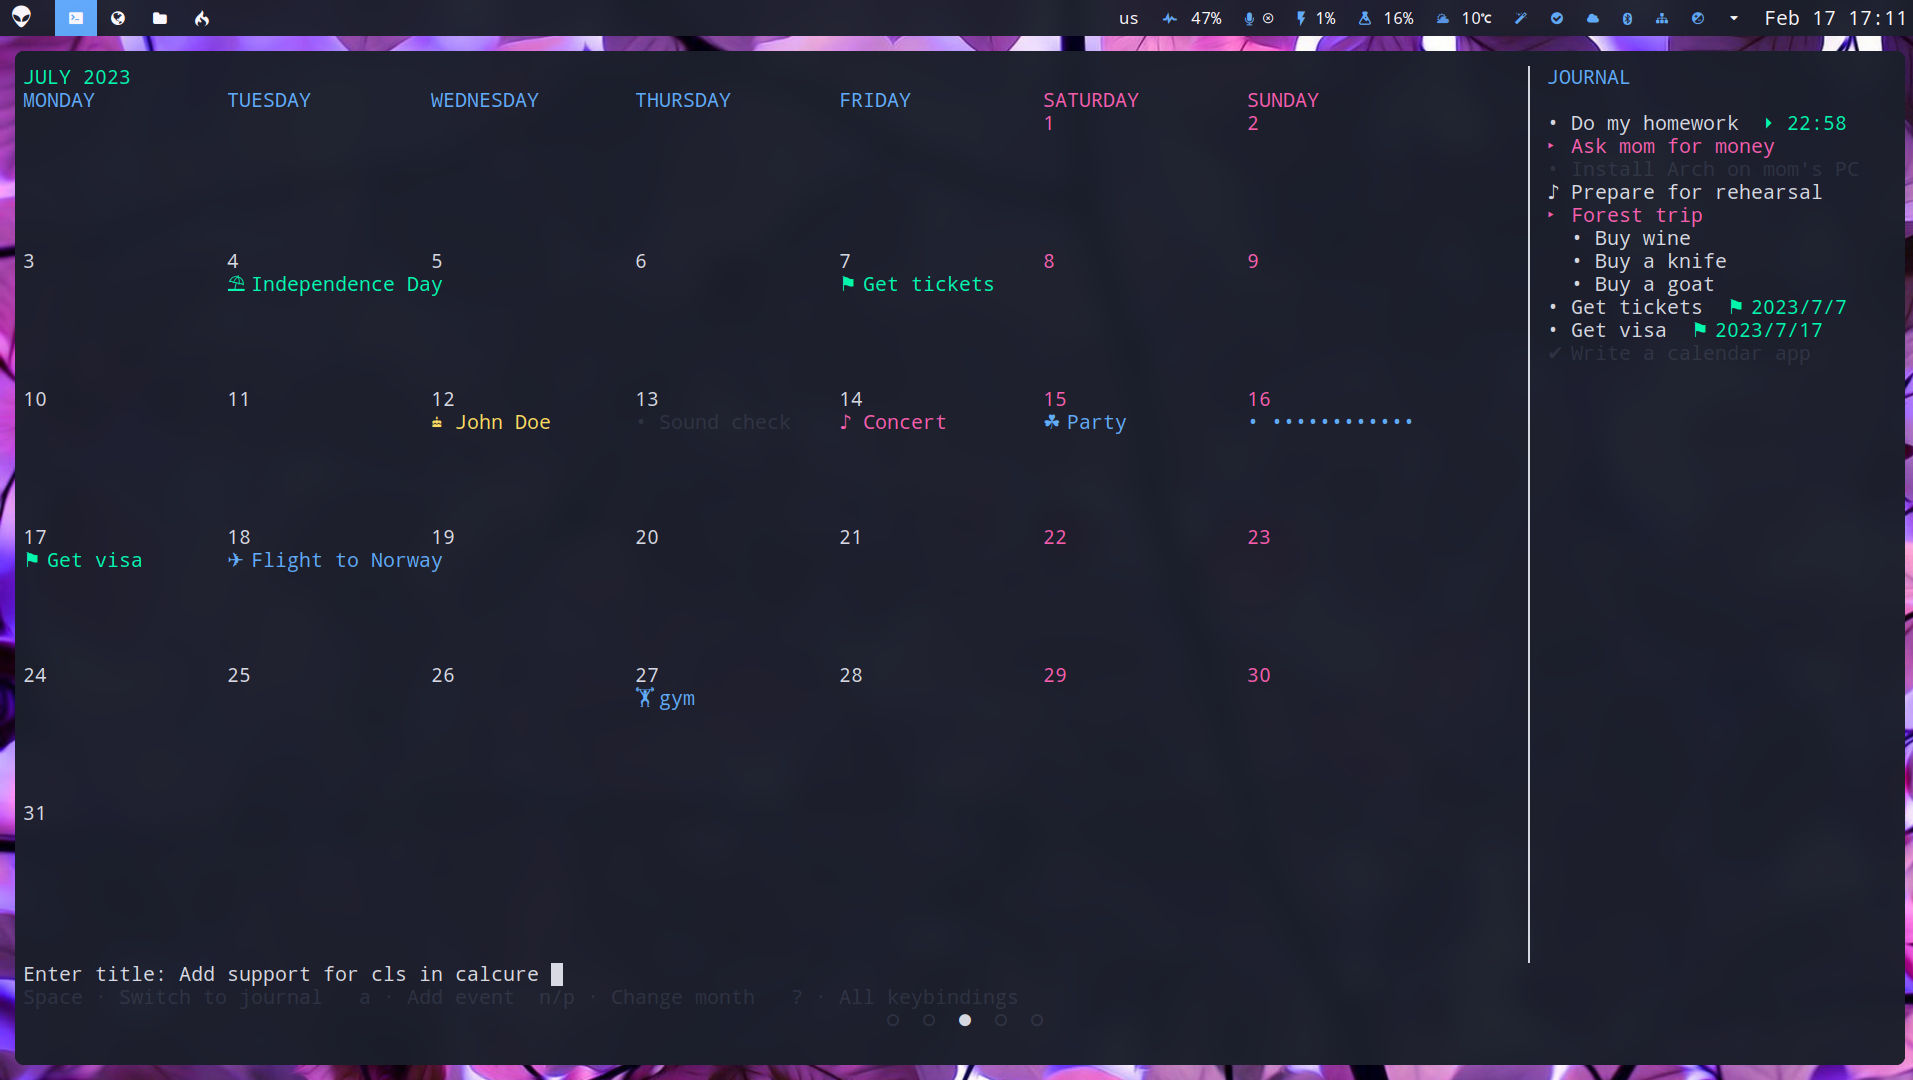 us 47% 1% 16% 10℃ Feb 17 17:11
JULY 2023
MONDAY TUESDAY WEDNESDAY THURSDAY FRIDAY SATURDAY SUNDAY
1 2
3 4 5 6 7 8 9
Independence Day Get tickets
10 11 12 13 14 15 16
John Doe • Sound check ♪ Concert ☘ Party • ••••••••••••
17 18 19 20 21 22 23
⚑ Get visa ✈ Flight to Norway
24 25 26 27 28 29 30
gym
31
JOURNAL
• Do my homework ‣ 22:58
‣ Ask mom for money
• Install Arch on mom's PC
♪ Prepare for rehearsal
‣ Forest trip
• Buy wine
• Buy a knife
• Buy a goat
• Get tickets ⚑ 2023/7/7
• Get visa ⚑ 2023/7/17
✔ Write a calendar app
Enter title: Add support for cls in calcure
Space · Switch to journal a · Add event n/p · Change month ? · All keybindings